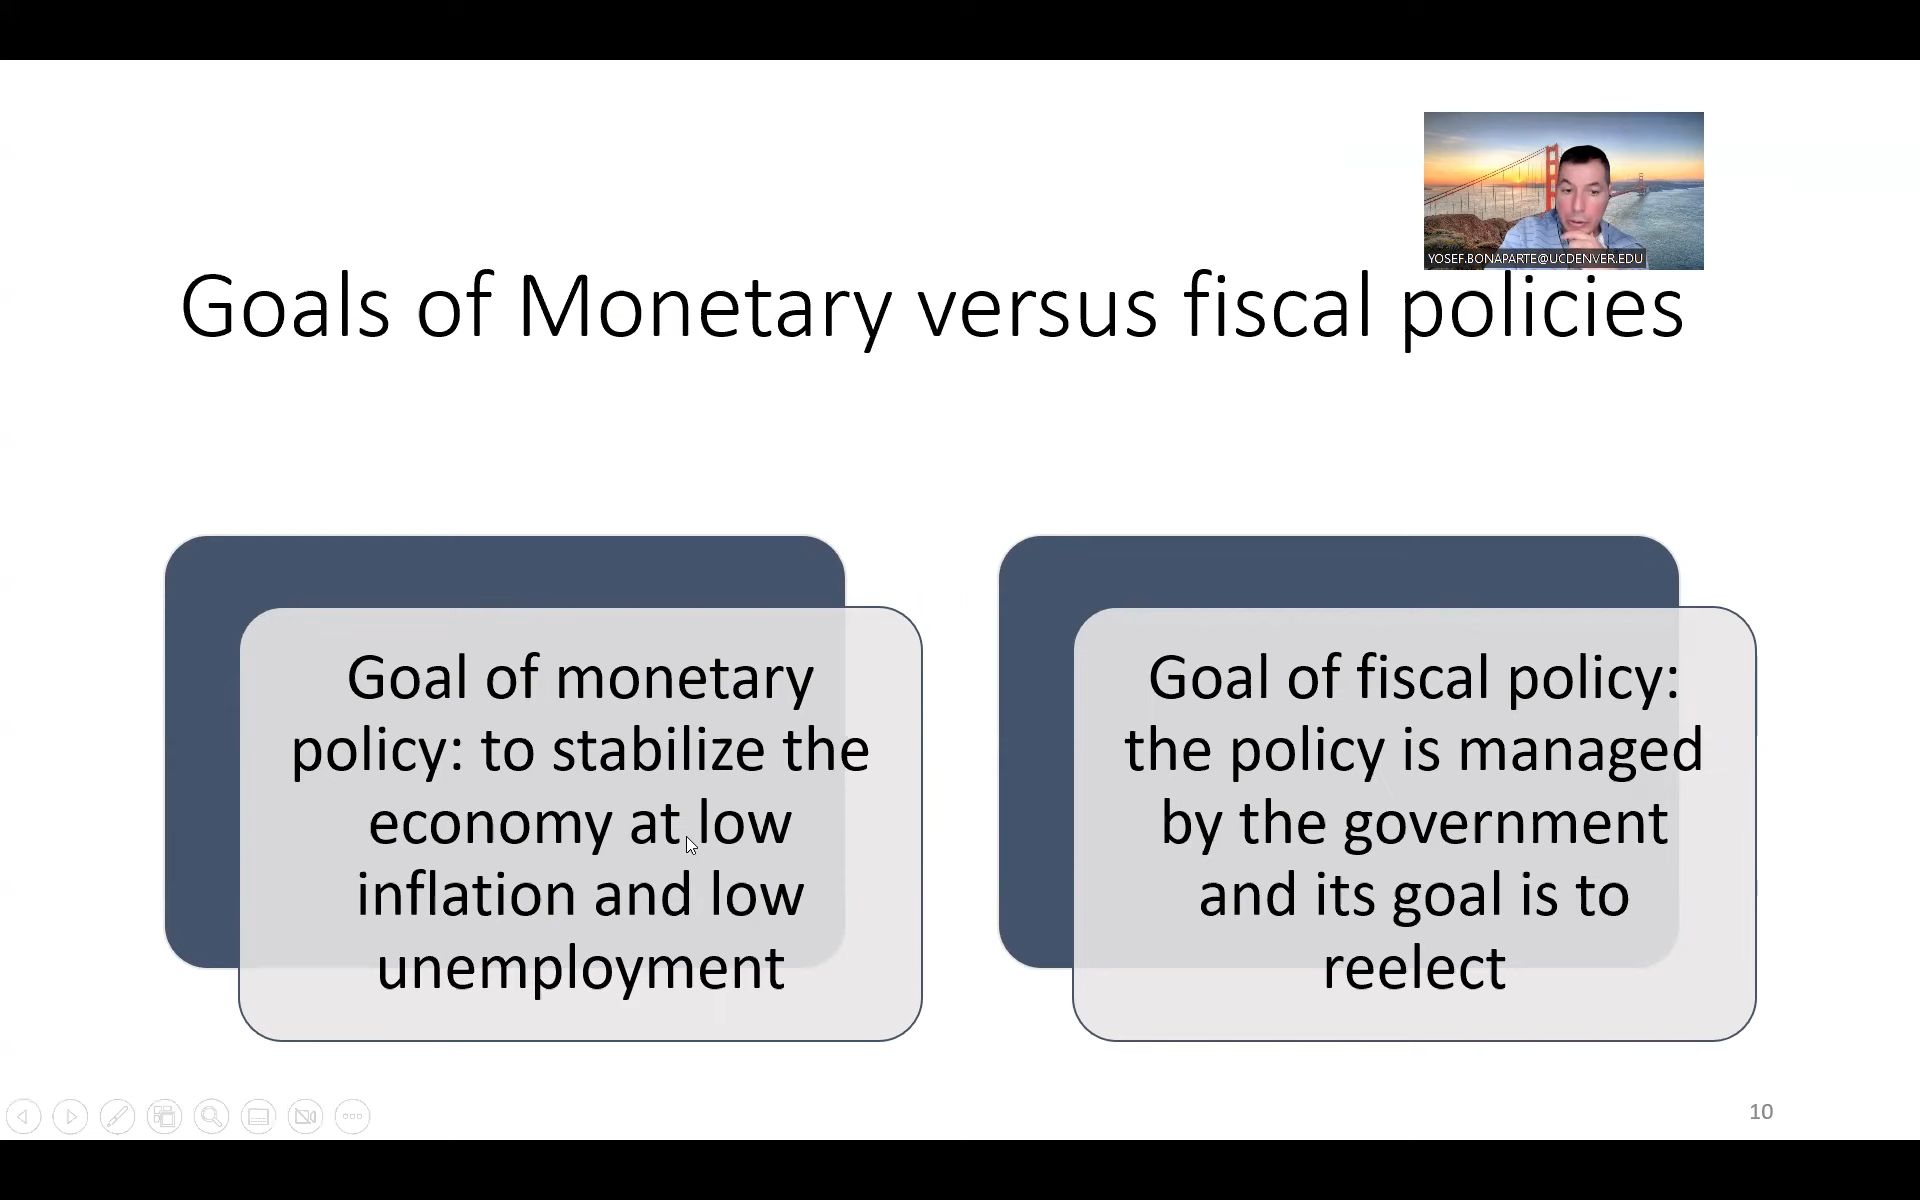 YOSEF.BONAPARTE@UCDENVER.EDU
Goals of Monetary versus fiscal policies
Goal of monetary
policy: to stabilize the
economy at low
inflation and low
unemployment
Goal of fiscal policy:
the policy is managed
by the government
and its goal is to
reelect
10